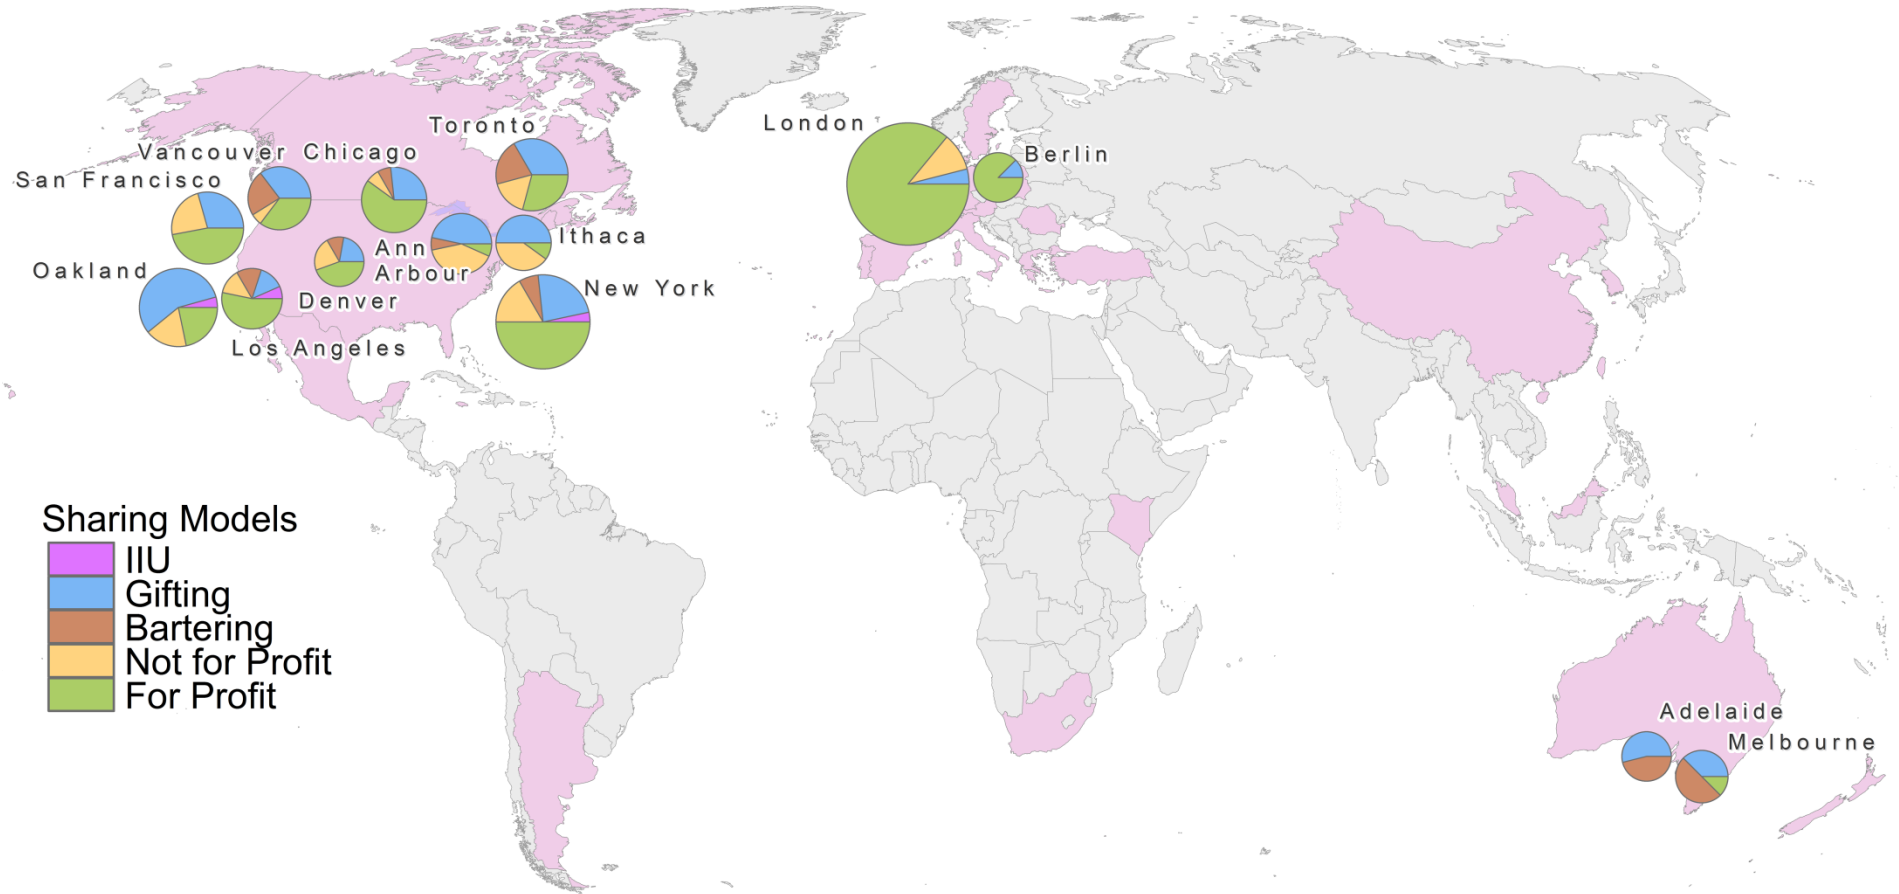 Toronto
London
Vancouver Chicago
Berlin
San Francisco
Ithaca
Ann
Arbour
Oakland
New York
Denver
Los Angeles
Sharing Models
IIU
Gifting
Bartering
Not for Profit
For Profit
Adelaide
Melbourne